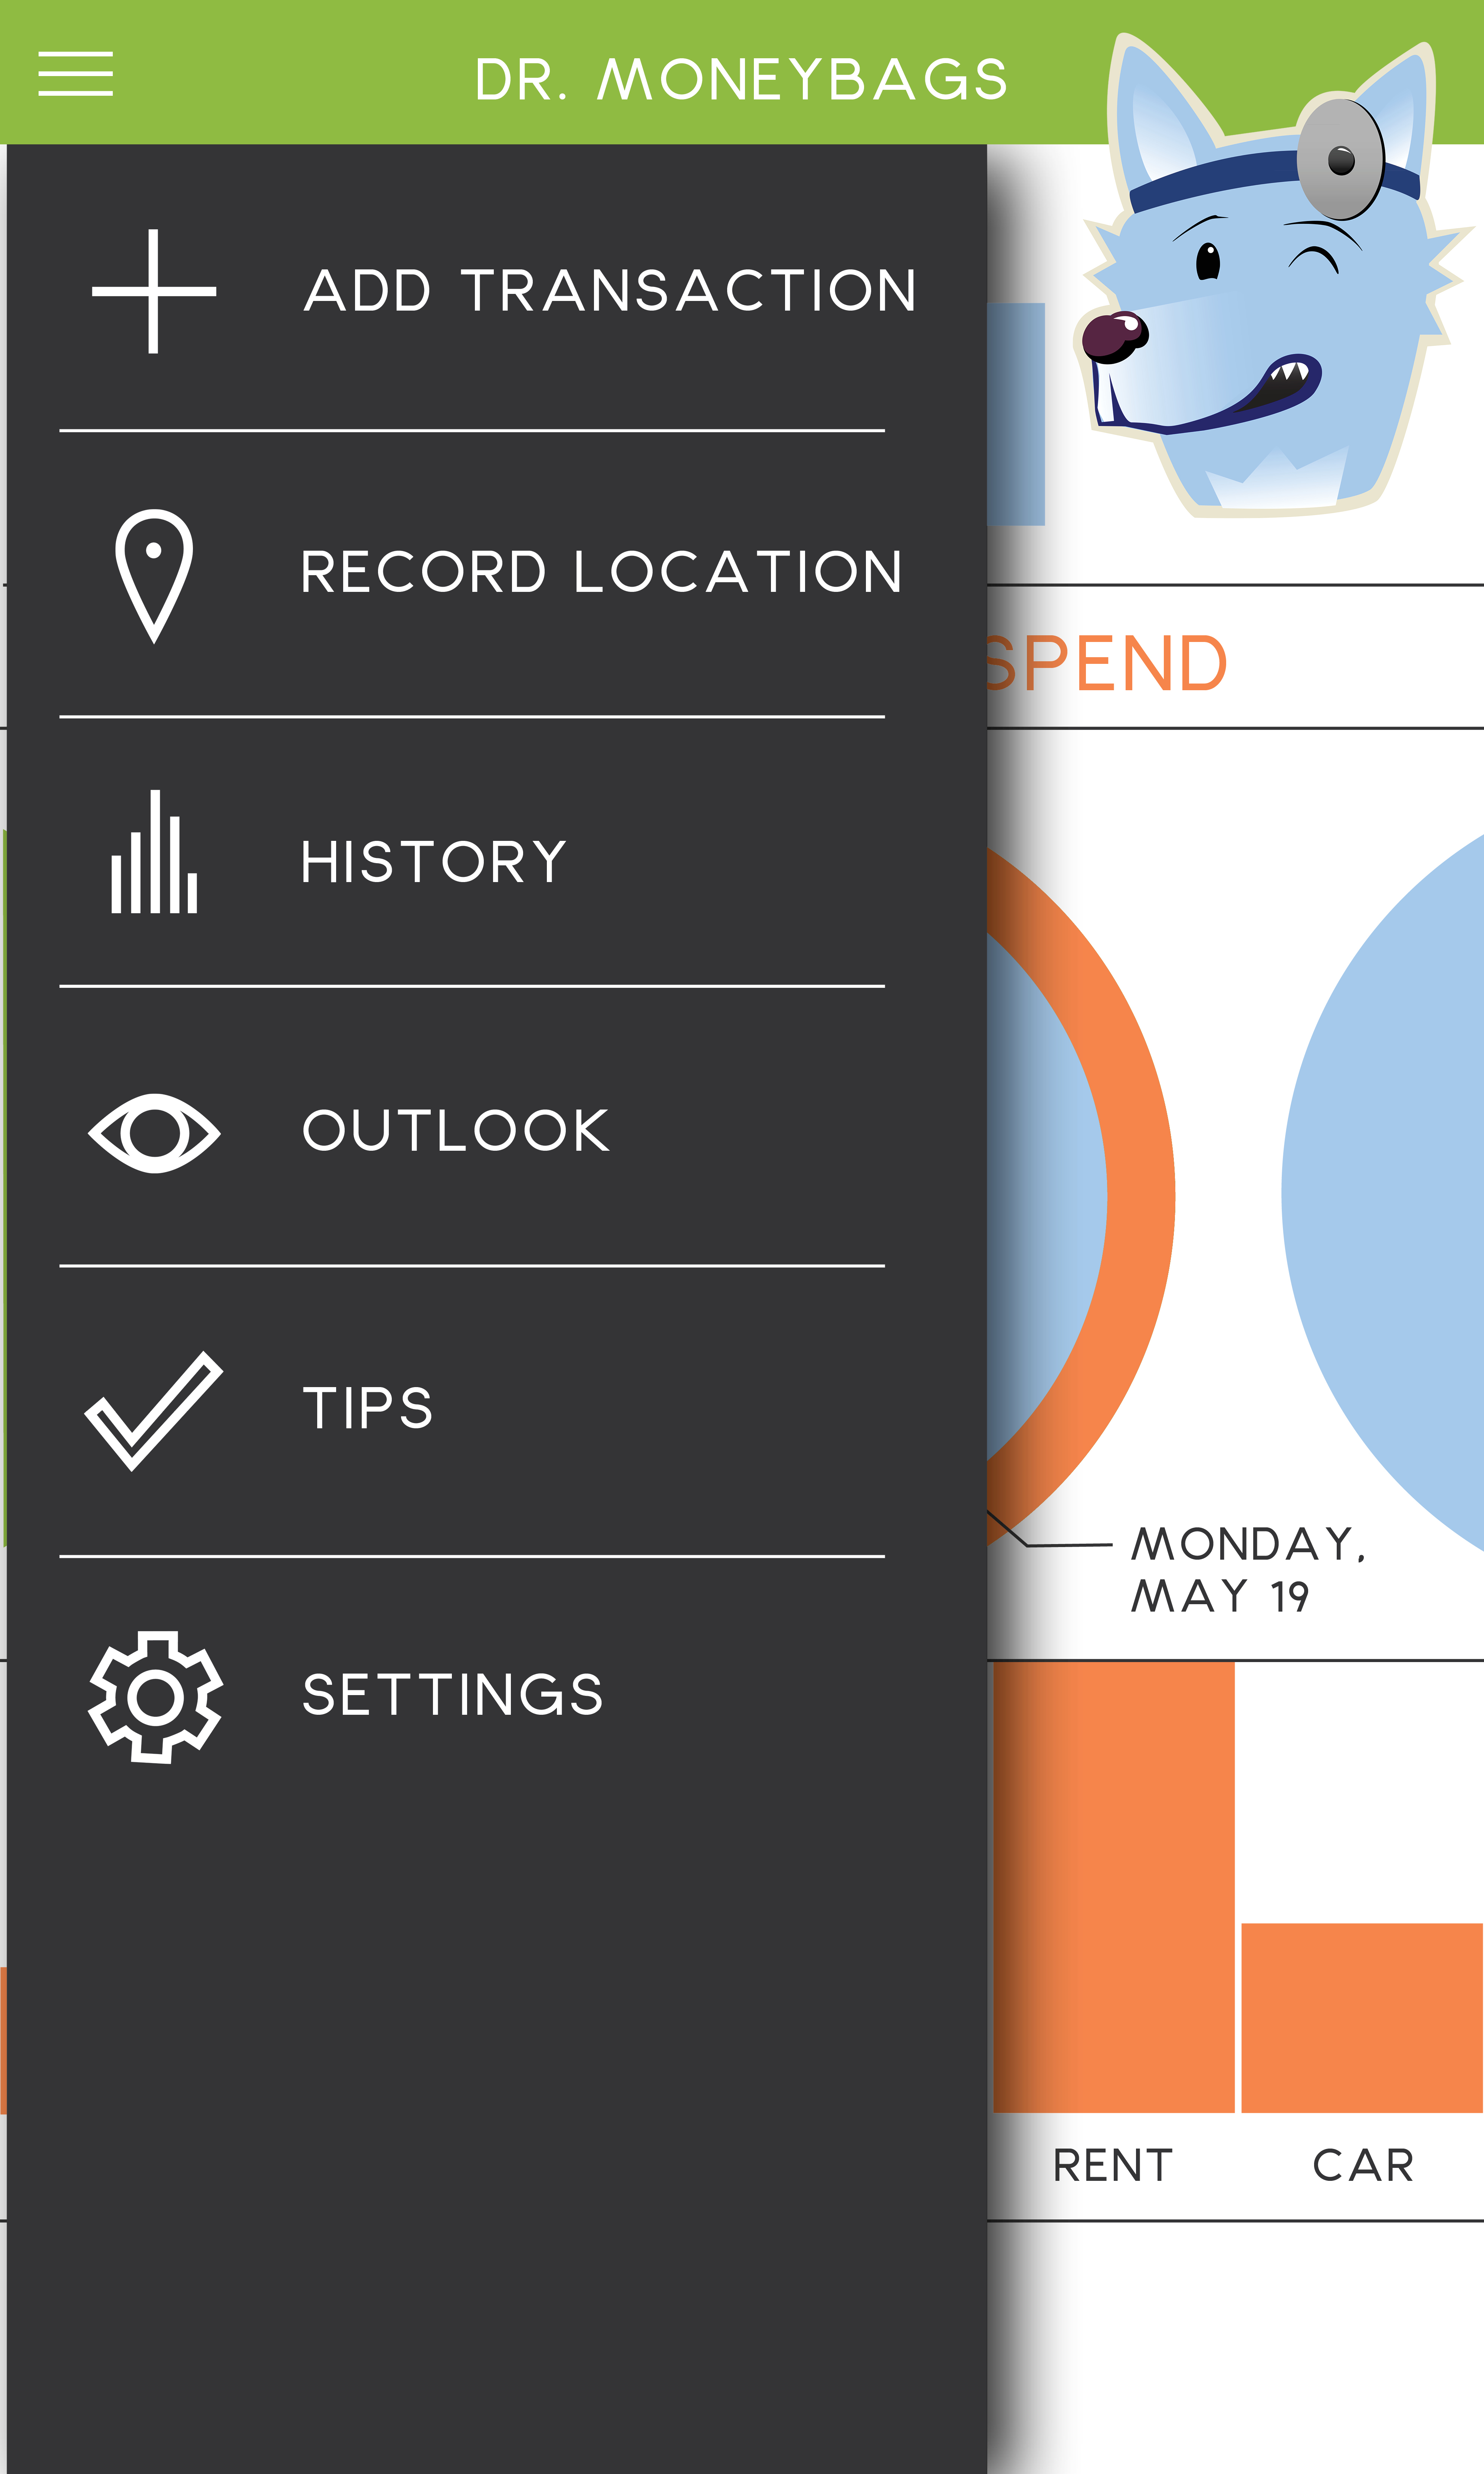 DR. MONEYBAGS
ADD TRANSACTION
RECORD LOCATION
HISTORY
OUTLOOK
TIPS
SETTINGS
SPEND
MONDAY,
MAY 19
RENT
CAR